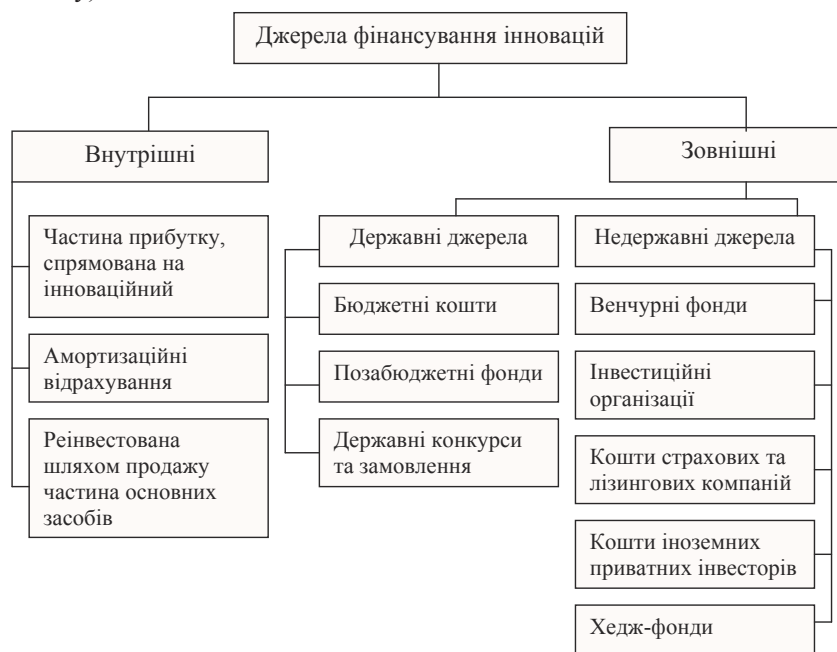 Джерела фінансування інновацій
Внутрішні
Зовнішні
Частина прибутку,
спрямована на
інноваційний
Амортизаційні
відрахування
Реінвестована
шляхом продажу
частина основних
засобів
Державні джерела
Бюджетні кошти
Позабюджетні фонди
Державні конкурси
та замовлення
Недержавні джерела
Венчурні фонди
Інвестиційні
організації
Кошти страхових та
лізингових компаній
Кошти іноземних
приватних інвесторів
Хедж-фонди